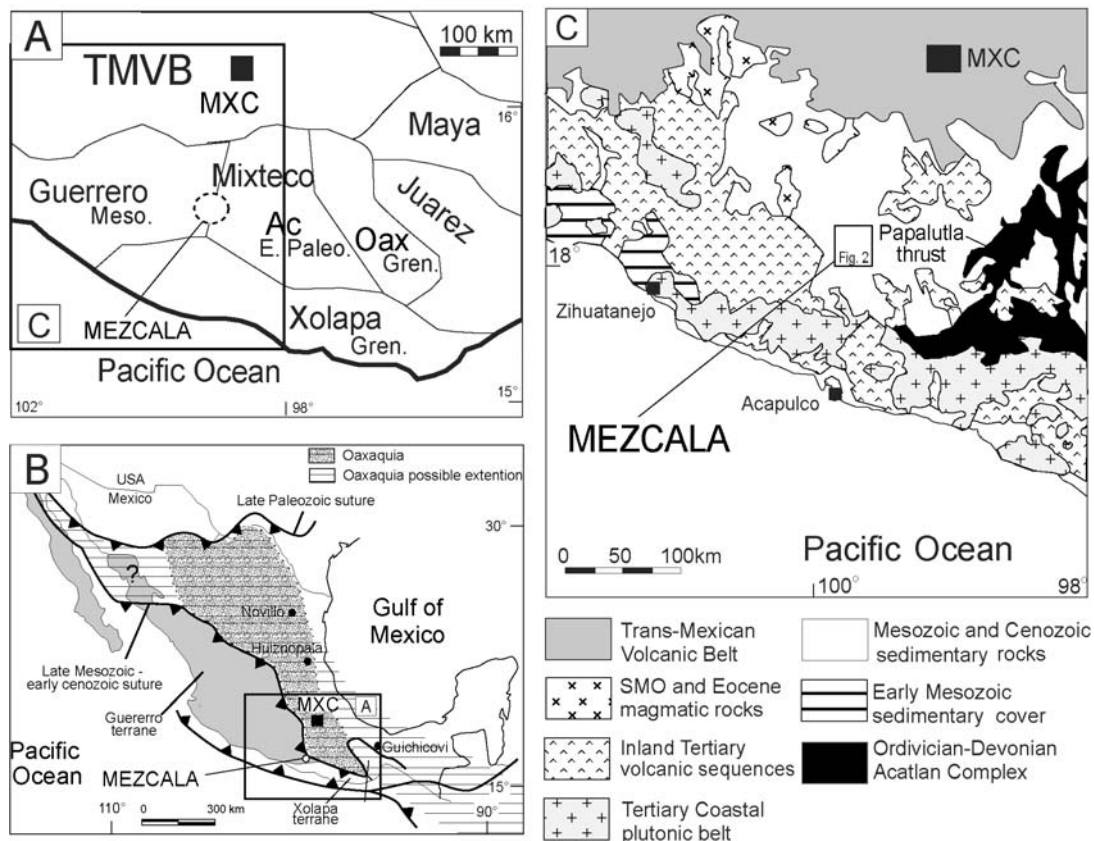 A
100 km
TMVB
MXC
16°
Maya
Mixteco
Guerrero
Meso.
Juarez
Ac
E. Paleo.
Oax
Gren.
C
MEZCALA
Xolapa
Gren.
Pacific Ocean
102°
98°
15°
B
Oaxaquia
Oaxaquia possible extention
USA
Mexico
Late Paleozoic suture
30°
?
Novillo
Gulf of
Mexico
Huiznopala
Late Mesozoic -
early cenozoic suture
MXC
A
Guererro
terrane
Pacific
Ocean
Guichicovi
MEZCALA
Xolapa
terrane
15°
110°
0 300 km
90°
C
MXC
18°
Fig. 2
Papalutla
thrust
Zihuatanejo
Acapulco
MEZCALA
0 50 100km
Pacific Ocean
100°
98°
Trans-Mexican
Volcanic Belt
Mesozoic and Cenozoic
sedimentary rocks
SMO and Eocene
magmatic rocks
Early Mesozoic
sedimentary cover
Inland Tertiary
volcanic sequences
Ordivician-Devonian
Acatlan Complex
Tertiary Coastal
plutonic belt